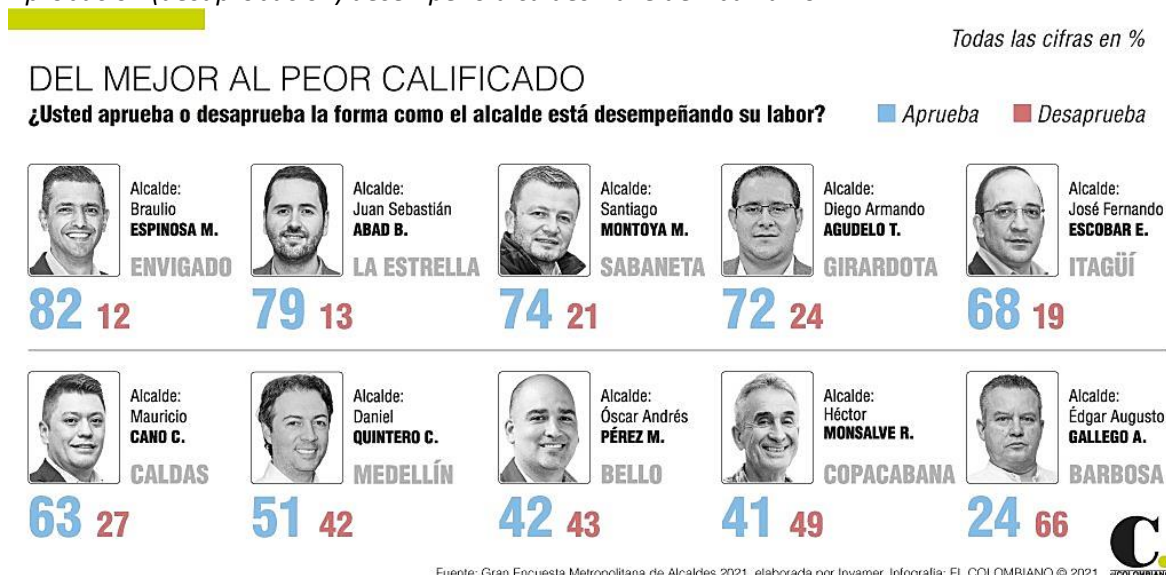 Todas las cifras en %
DEL MEJOR AL PEOR CALIFICADO
¿Usted aprueba o desaprueba la forma como el alcalde está desempeñando su labor?
Aprueba
Desaprueba
Alcalde:
Braulio
ESPINOSA M.
ENVIGADO
82 12
Alcalde:
Juan Sebastián
ABAD B.
LA ESTRELLA
79 13
Alcalde:
Santiago
MONTOYA M.
SABANETA
74 21
Alcalde:
Diego Armando
AGUDELO T.
GIRARDOTA
72 24
Alcalde:
José Fernando
ESCOBAR E.
ITAGÜÍ
68 19
Alcalde:
Mauricio
CANO C.
CALDAS
63 27
Alcalde:
Daniel
QUINTERO C.
MEDELLÍN
51 42
Alcalde:
Óscar Andrés
PÉREZ M.
BELLO
42 43
Alcalde:
Héctor
MONSALVE R.
COPACABANA
41 49
Alcalde:
Édgar Augusto
GALLEGO A.
BARBOSA
24 66
Fuente: Gran Encuesta Metropolitana de Alcaldes 2021, elaborada por Invamer. Infografía: EL COLOMBIANO © 2021
C.